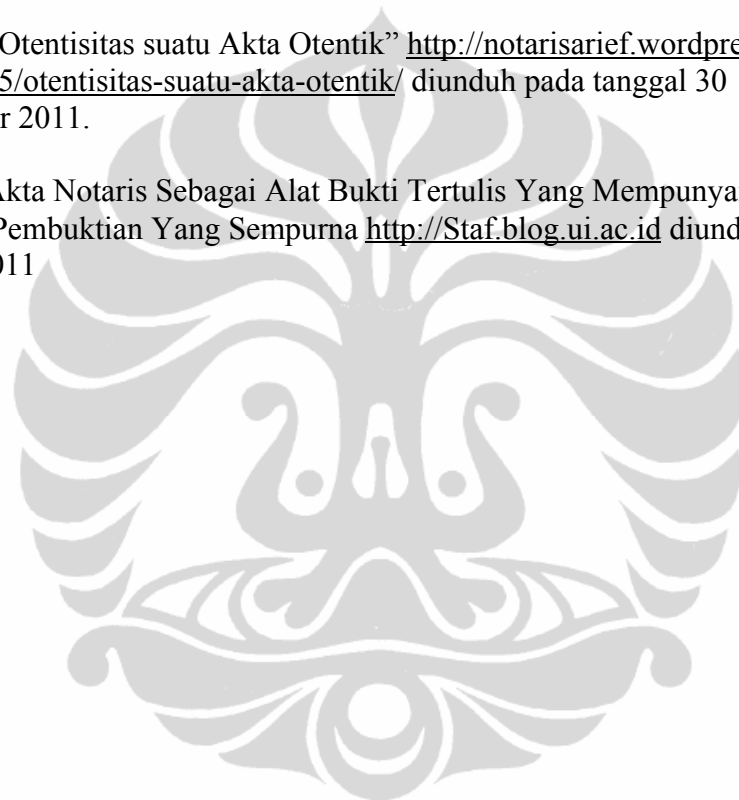 Otentisitas suatu Akta Otentik” http://notarisarief.wordpre
5/otentisitas-suatu-akta-otentik/ diunduh pada tanggal 30
r 2011.
Akta Notaris Sebagai Alat Bukti Tertulis Yang Mempunya
Pembuktian Yang Sempurna http://Staf.blog.ui.ac.id diund
011